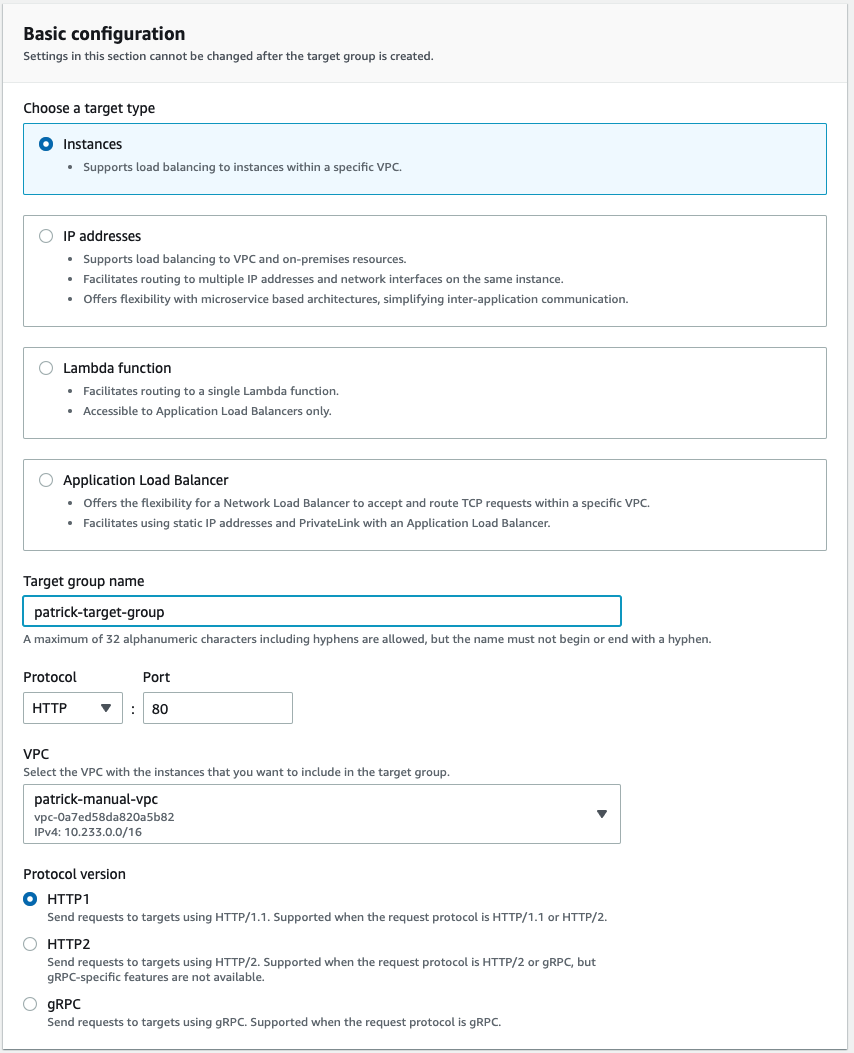 Basic configuration
Settings in this section cannot be changed after the target group is created.
Choose a target type
Instances
• Supports load balancing to instances within a specific VPC.
IP addresses
• Supports load balancing to VPC and on-premises resources.
• Facilitates routing to multiple IP addresses and network interfaces on the same instance.
• Offers flexibility with microservice based architectures, simplifying inter-application communication.
Lambda function
• Facilitates routing to a single Lambda function.
• Accessible to Application Load Balancers only.
Application Load Balancer
• Offers the flexibility for a Network Load Balancer to accept and route TCP requests within a specific VPC.
• Facilitates using static IP addresses and PrivateLink with an Application Load Balancer.
Target group name
patrick-target-group
A maximum of 32 alphanumeric characters including hyphens are allowed, but the name must not begin or end with a hyphen.
Protocol Port
HTTP : 80
VPC
Select the VPC with the instances that you want to include in the target group.
patrick-manual-vpc
vpc-0a7ed58da820a5b82
IPv4: 10.233.0.0/16
Protocol version
HTTP1
Send requests to targets using HTTP/1.1. Supported when the request protocol is HTTP/1.1 or HTTP/2.
HTTP2
Send requests to targets using HTTP/2. Supported when the request protocol is HTTP/2 or gRPC, but
gRPC-specific features are not available.
gRPC
Send requests to targets using gRPC. Supported when the request protocol is gRPC.